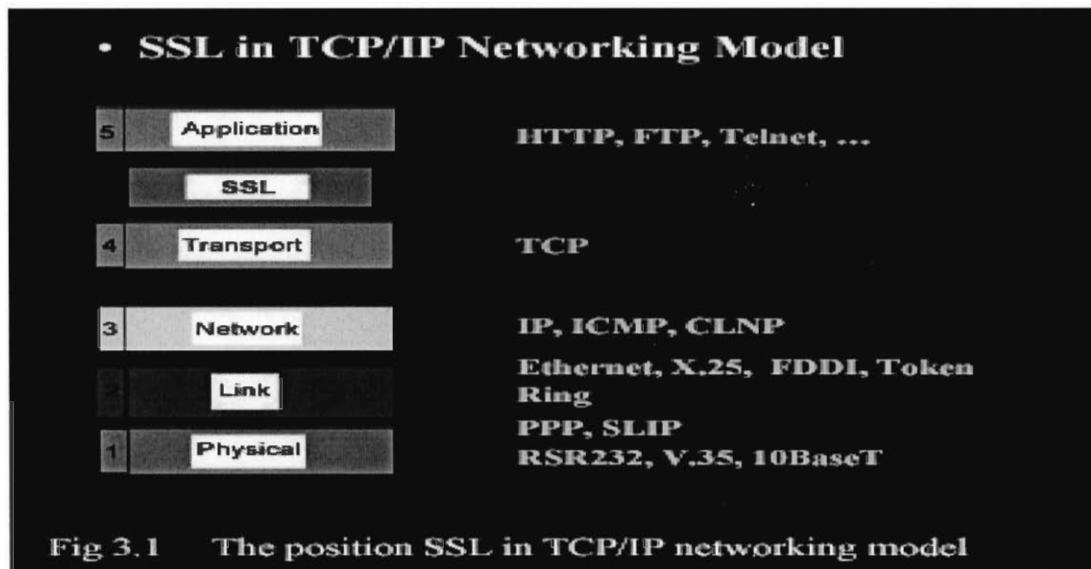 • SSL in TCP/IP Networking Model
5 Application HTTP, FTP, Telnet, ...
SSL
4 Transport TCP
3 Network IP, ICMP, CLNP
2 Link Ethernet, X.25, FDDI, Token
Ring
PPP, SLIP
1 Physical RSR232, V.35, 10BaseT
Fig 3.1 The position SSL in TCP/IP networking model